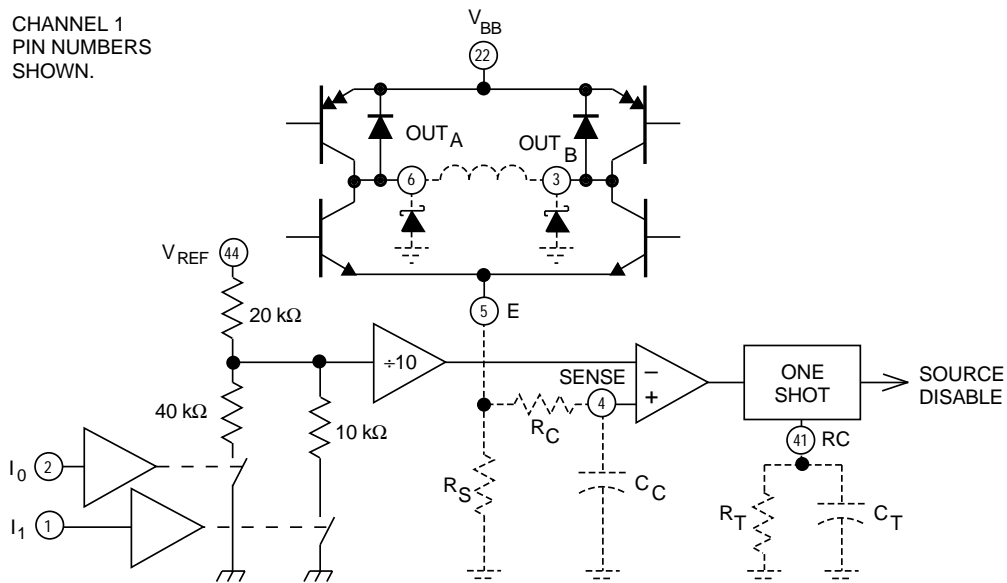 CHANNEL 1
PIN NUMBERS
SHOWN.
V BB
22
OUT A
OUT B
6
3
V REF
44
20 kΩ
5
E
÷10
40 kΩ
10 kΩ
SENSE
4
−
+
ONE
SHOT
SOURCE
DISABLE
R C
41
RC
I 0
2
R S
C C
I 1
1
R T
C T